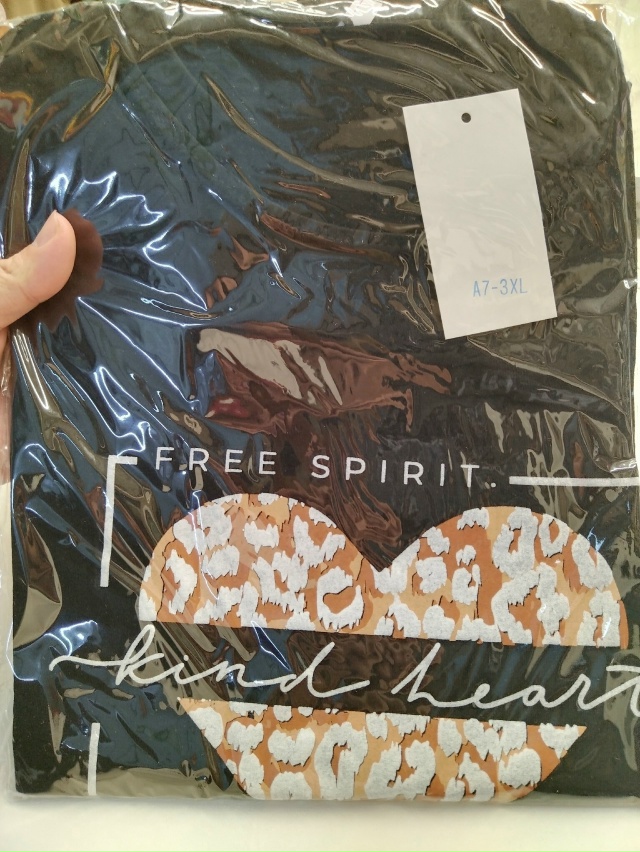 A7-3XL
FREE SPIRIT.
kind heart